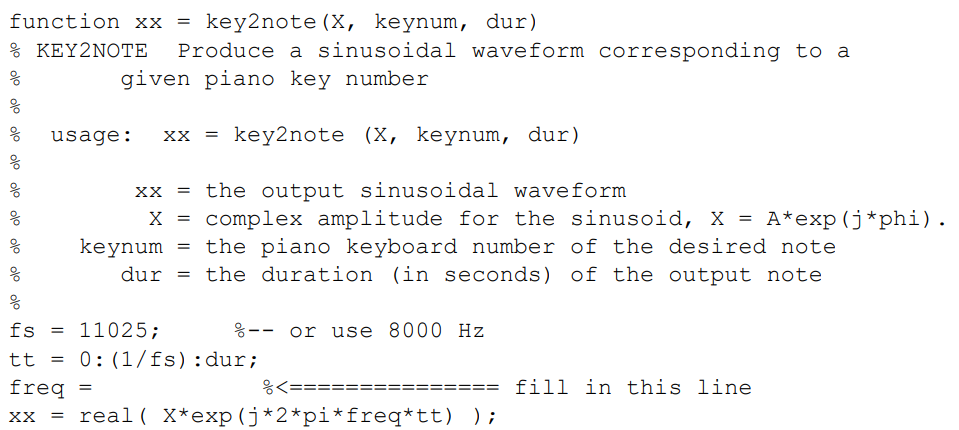 function xx = key2note(X, keynum, dur)
% KEY2NOTE  Produce a sinusoidal waveform corresponding to a
%       given piano key number
%
%  usage:  xx = key2note (X, keynum, dur)
%
%        xx = the output sinusoidal waveform
%         X = complex amplitude for the sinusoid, X = A*exp(j*phi).
%    keynum = the piano keyboard number of the desired note
%       dur = the duration (in seconds) of the output note
%
fs = 11025;     %-- or use 8000 Hz
tt = 0:(1/fs):dur;
freq =            %<=============== fill in this line
xx = real( X*exp(j*2*pi*freq*tt) );